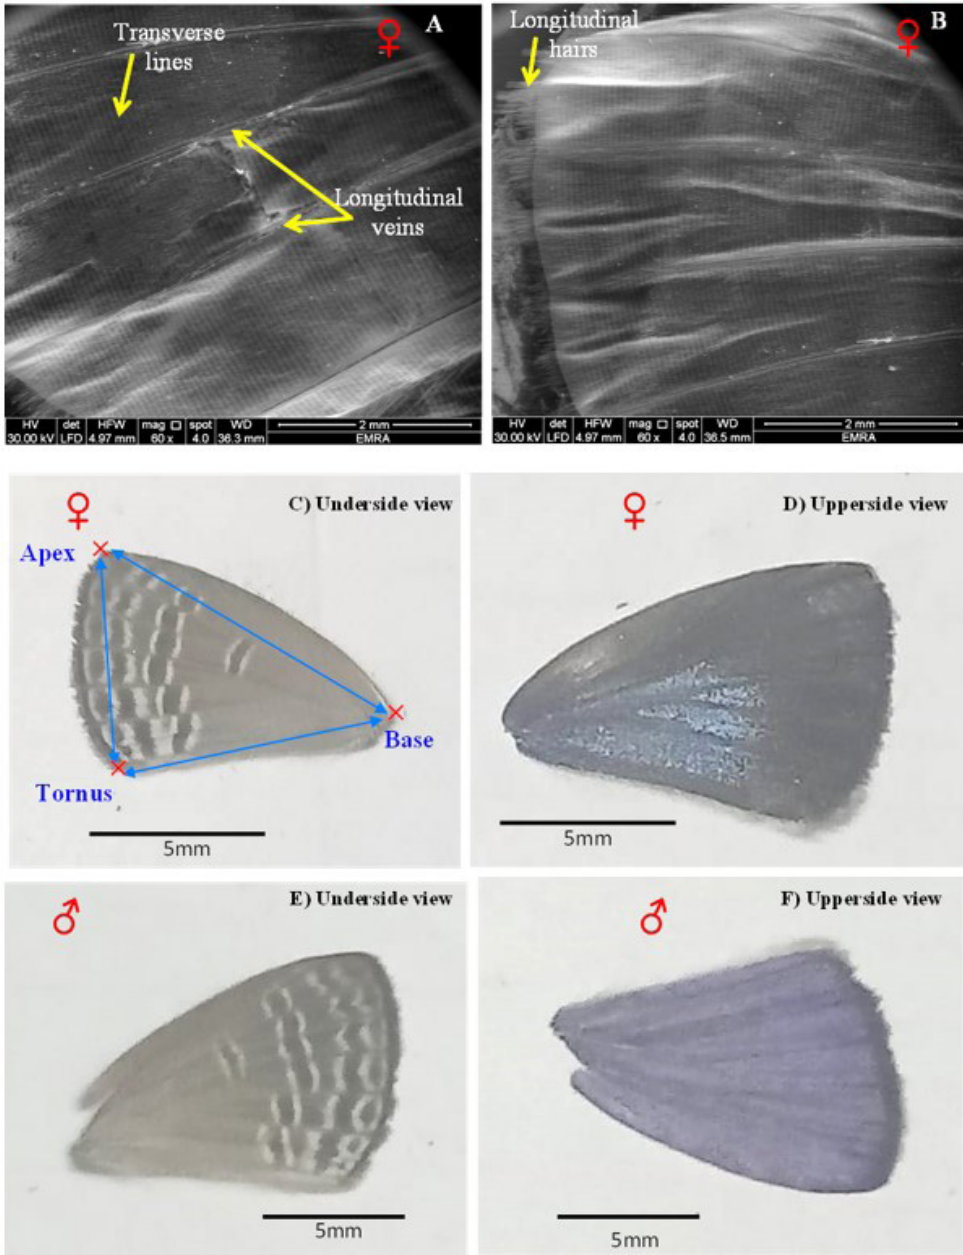 A
♀
Transverse
lines
Longitudinal
veins
HV det HFW mag □ spot WD 2 mm
30.00 kV LFD 4.97 mm 60 x 4.0 36.3 mm EMRA
B
♀
Longitudinal
hairs
HV det HFW mag □ spot WD 2 mm
30.00 kV LFD 4.97 mm 60 x 4.0 36.5 mm EMRA
♀
C) Underside view
Apex
Base
Tornus
5mm
♀
D) Upperside view
5mm
♂
E) Underside view
5mm
♂
F) Upperside view
5mm